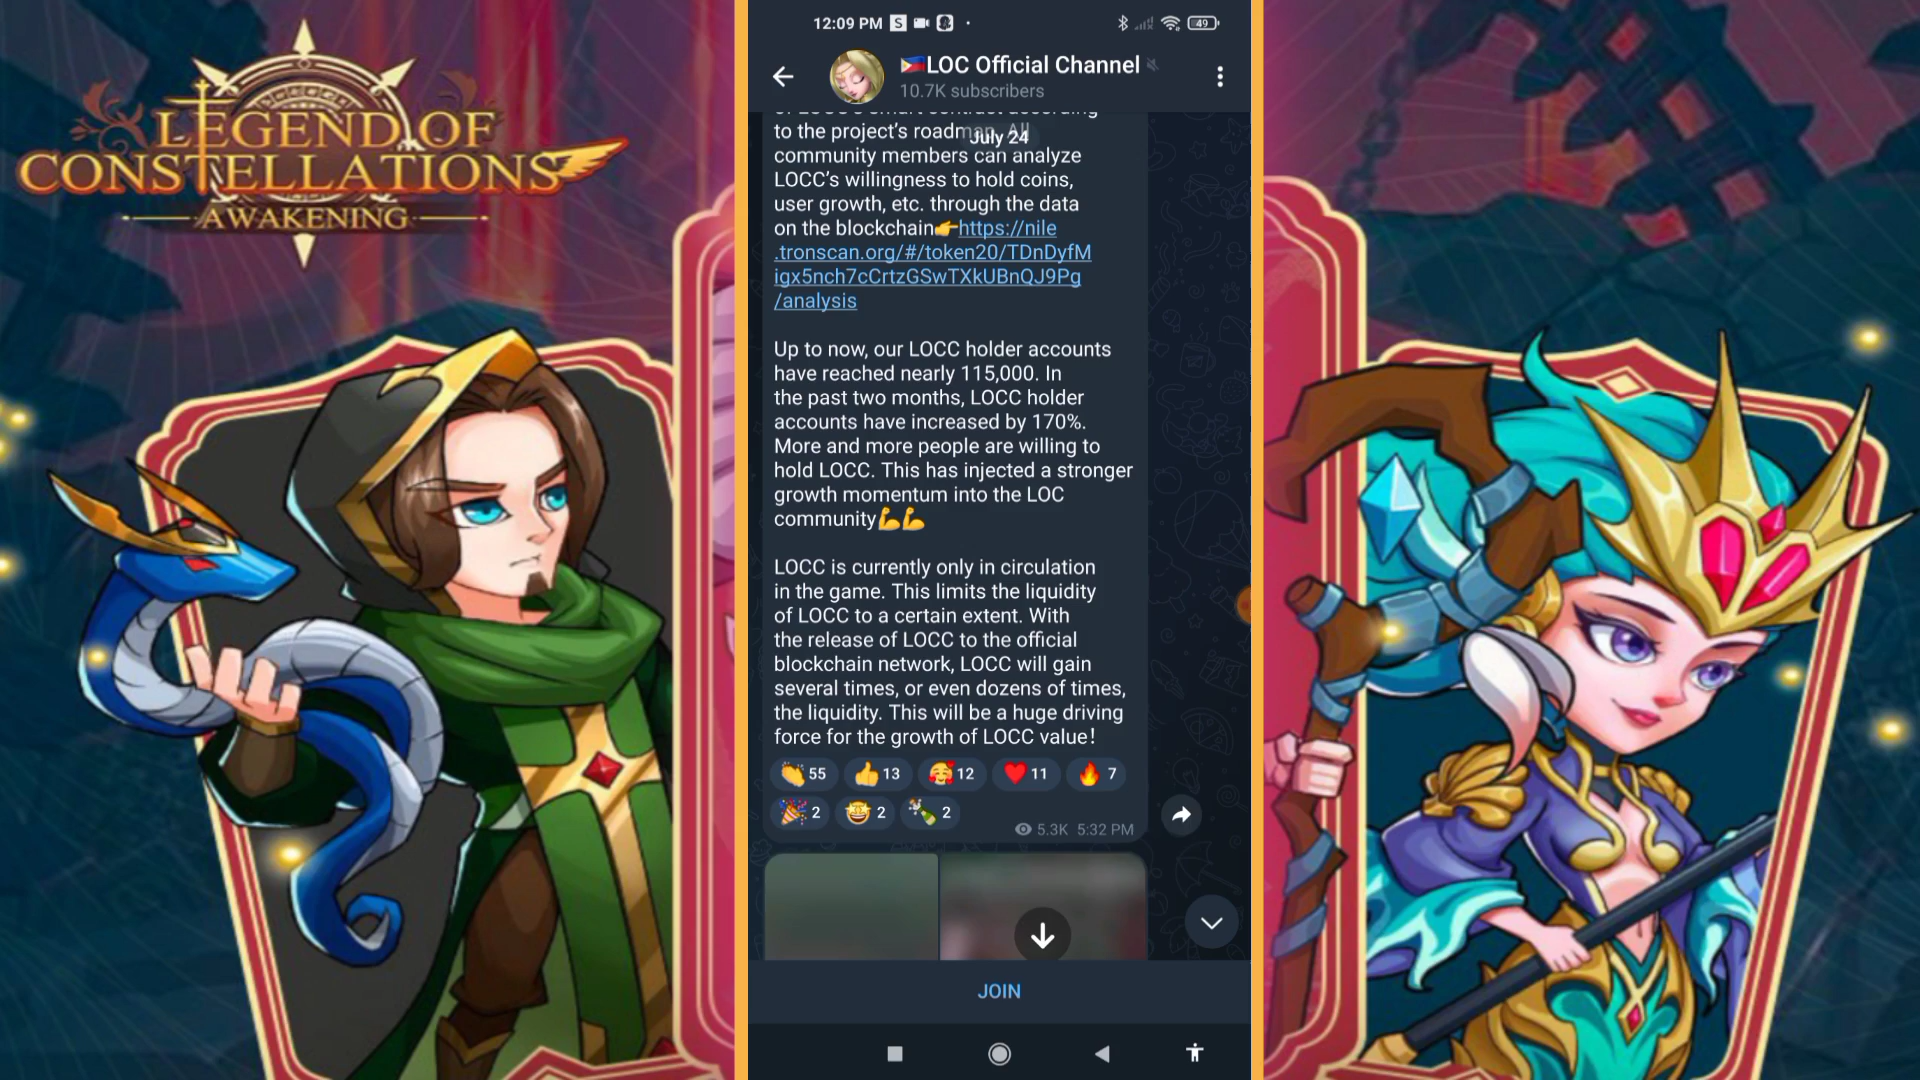 LEGEND OF
CONSTELLATIONS
AWAKENING
12:09 PM
49
🇵🇭LOC Official Channel
10.7K subscribers
to the project's roadmap. All
July 24
community members can analyze
LOCC's willingness to hold coins,
user growth, etc. through the data
on the blockchain👉https://nile
.tronscan.org/#/token20/TDnDyfM
igx5nch7cCrtzGSwTXkUBnQJ9Pg
/analysis
Up to now, our LOCC holder accounts
have reached nearly 115,000. In
the past two months, LOCC holder
accounts have increased by 170%.
More and more people are willing to
hold LOCC. This has injected a stronger
growth momentum into the LOC
community💪💪
LOCC is currently only in circulation
in the game. This limits the liquidity
of LOCC to a certain extent. With
the release of LOCC to the official
blockchain network, LOCC will gain
several times, or even dozens of times,
the liquidity. This will be a huge driving
force for the growth of LOCC value!
👏 55 👍 13 🥰 12 ❤️ 11 🔥 7
🎉 2 🤩 2 🍾 2
5.3K 5:32 PM
JOIN